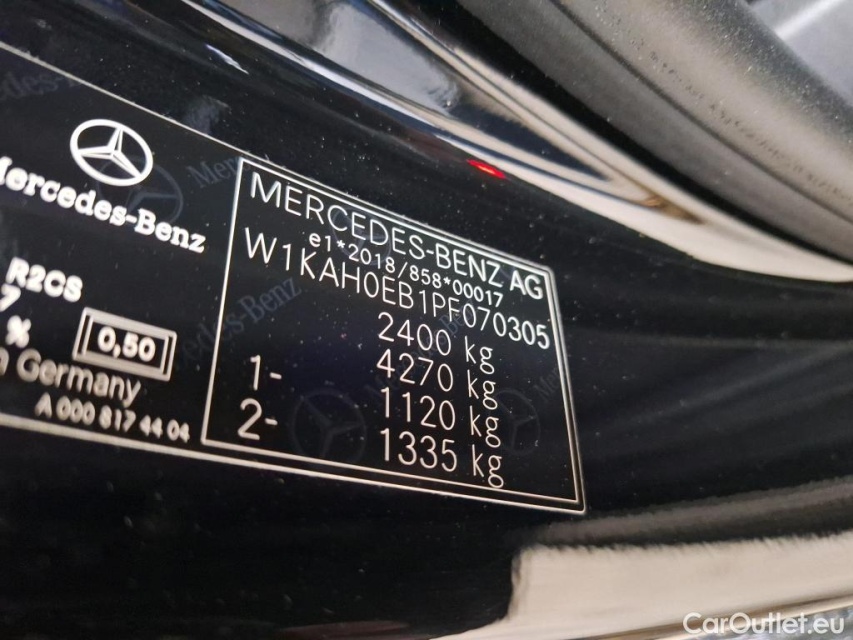 Mercedes-Benz
R2CS
7
% 0,50
Germany
A 000 817 44 04
MERCEDES-BENZ AG
e1*2018/858*00017
W1KAH0EB1PF070305
2400 kg
4270 kg
1- 1120 kg
2- 1335 kg
CarOutlet.eu